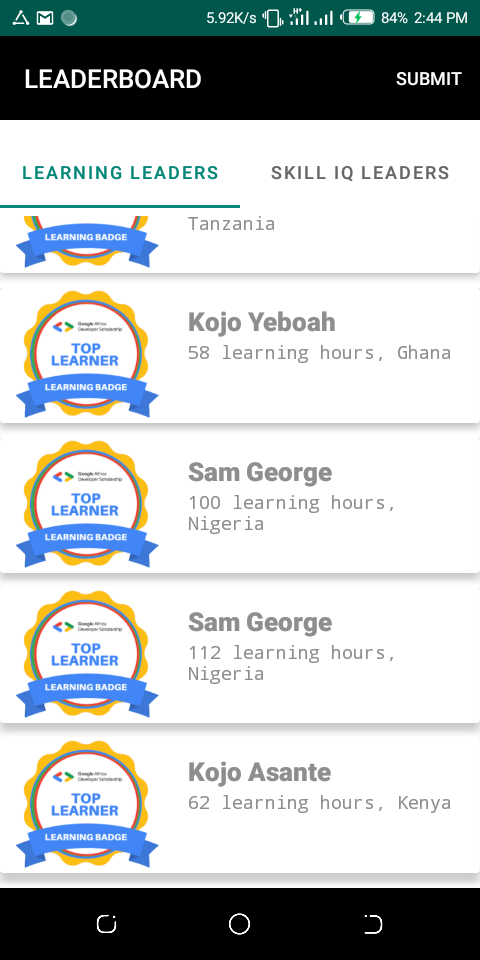 5.92K/s H+ 84% 2:44 PM
LEADERBOARD SUBMIT
LEARNING LEADERS SKILL IQ LEADERS
LEARNING BADGE
Tanzania
Google Africa
Developer Scholarship
TOP
LEARNER
LEARNING BADGE
Kojo Yeboah
58 learning hours, Ghana
Google Africa
Developer Scholarship
TOP
LEARNER
LEARNING BADGE
Sam George
100 learning hours,
Nigeria
Google Africa
Developer Scholarship
TOP
LEARNER
LEARNING BADGE
Sam George
112 learning hours,
Nigeria
Google Africa
Developer Scholarship
TOP
LEARNER
LEARNING BADGE
Kojo Asante
62 learning hours, Kenya